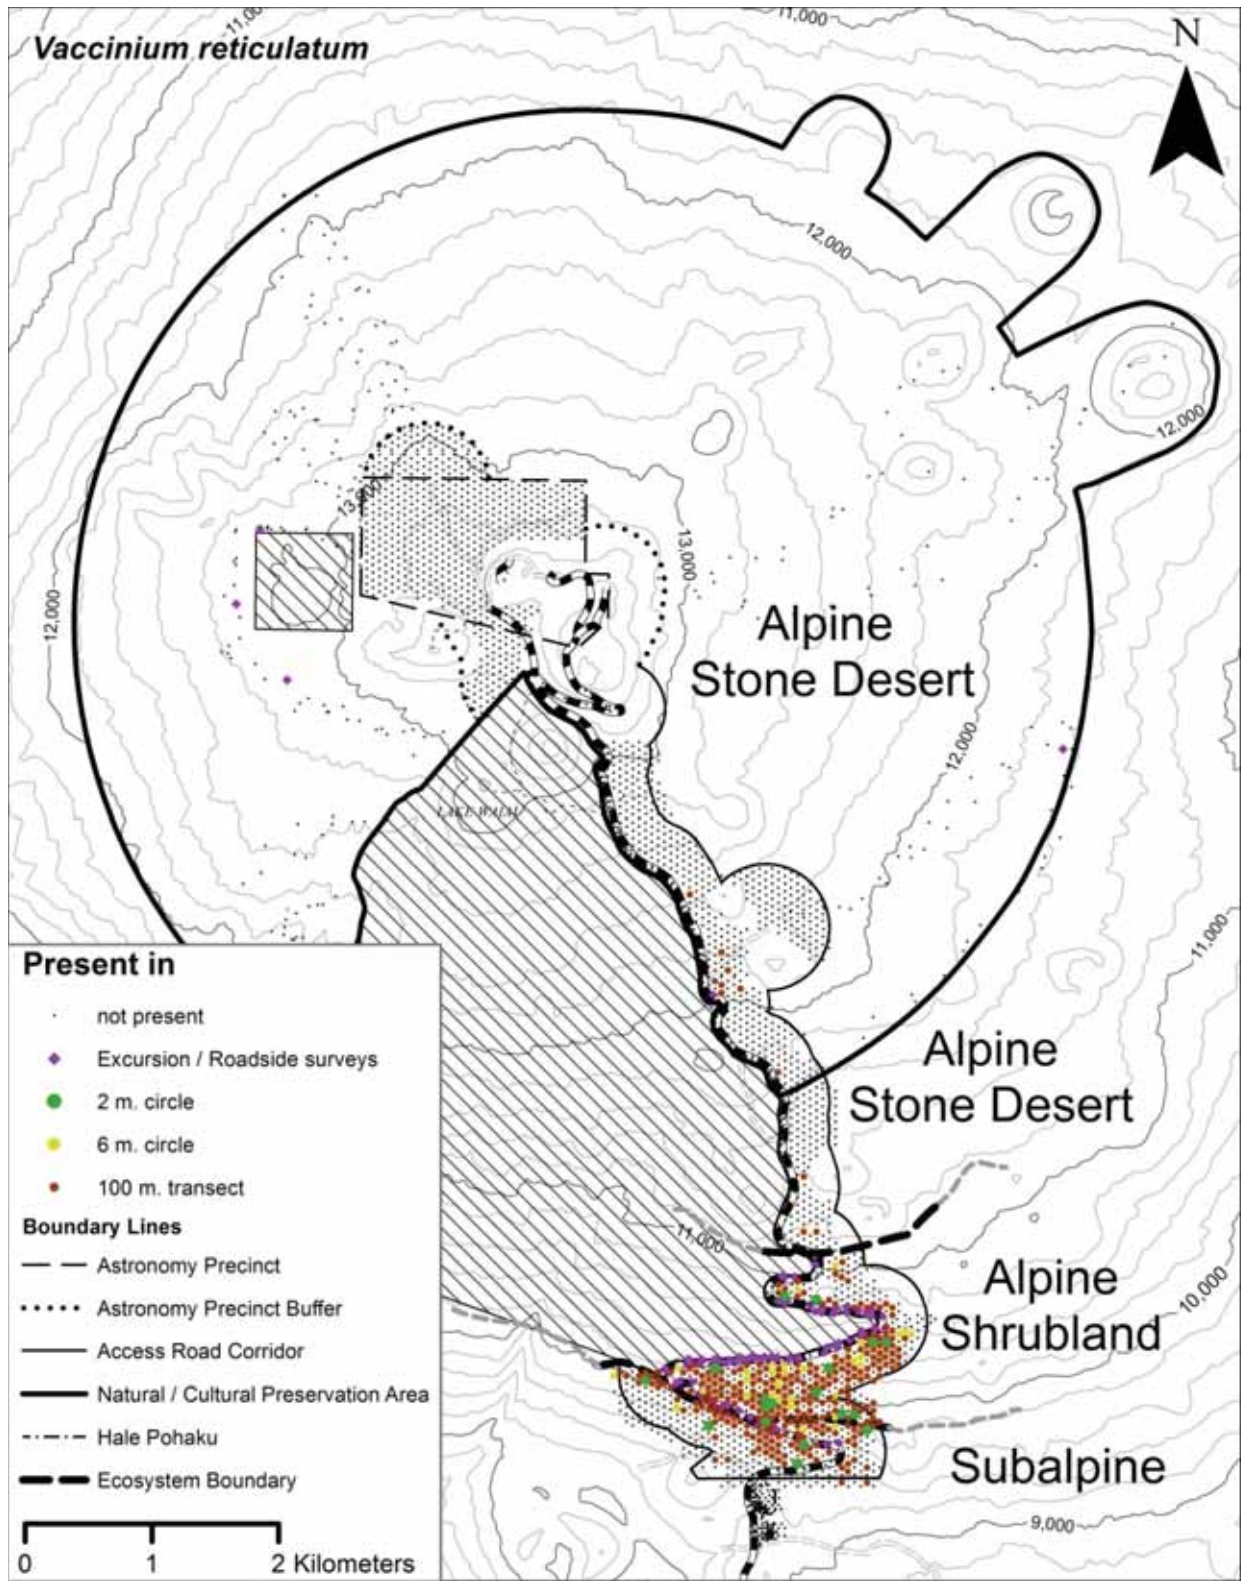 11,000
11,000
Vaccinium reticulatum
N
12,000
12,000
13,000
13,000
12,000
Alpine
Stone Desert
12,000
LAKE WAIAU
11,000
Present in
not present
Excursion / Roadside surveys
2 m. circle
6 m. circle
100 m. transect
Boundary Lines
Astronomy Precinct
Astronomy Precinct Buffer
Access Road Corridor
Natural / Cultural Preservation Area
Hale Pohaku
Ecosystem Boundary
0 1 2 Kilometers
Alpine
Stone Desert
11,000
Alpine
Shrubland
10,000
Subalpine
9,000